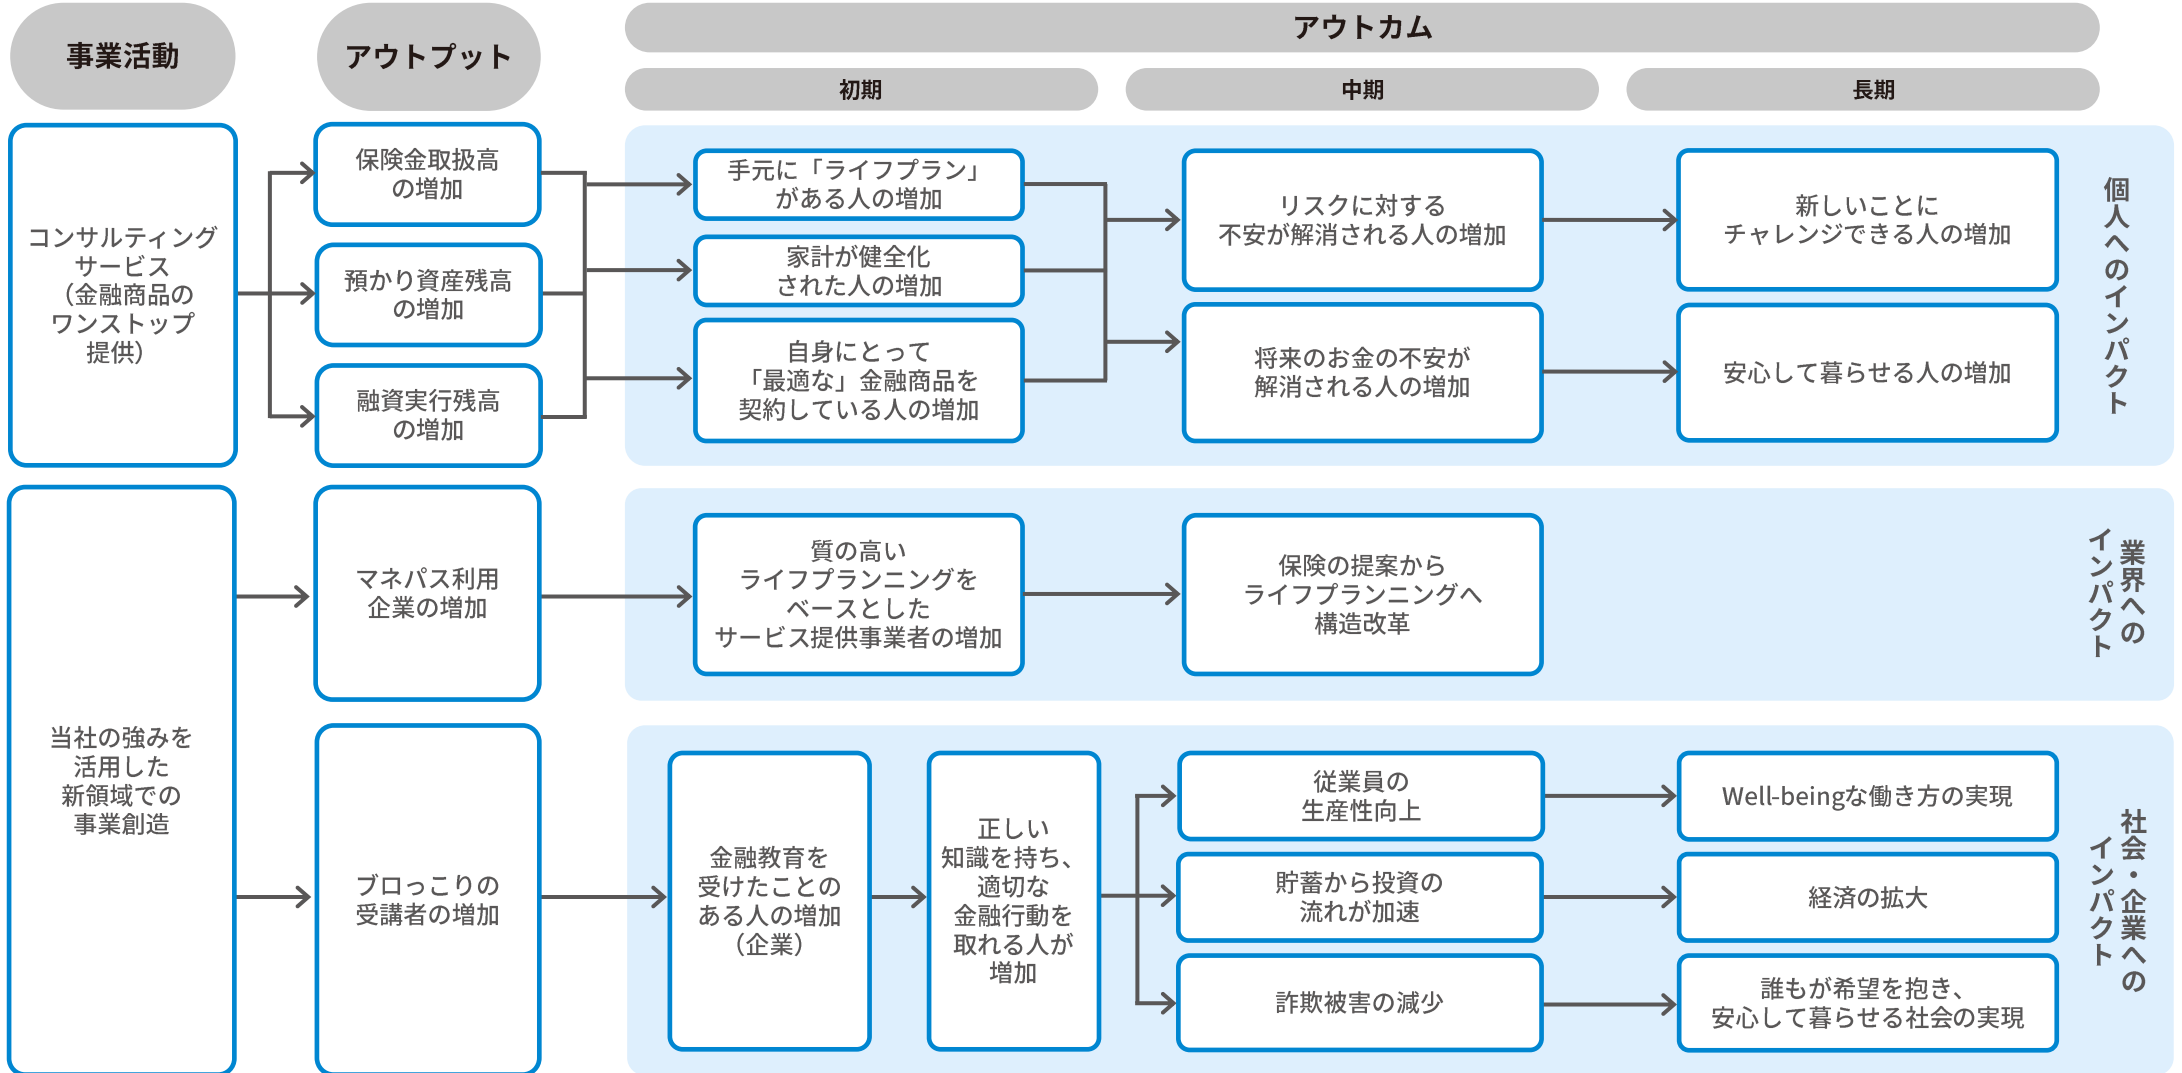 事業活動
アウトプット
アウトカム
初期
中期
長期
コンサルティング
サービス
（金融商品の
ワンストップ
提供）
保険金取扱高
の増加
預かり資産残高
の増加
融資実行残高
の増加
手元に「ライフプラン」
がある人の増加
家計が健全化
された人の増加
自身にとって
「最適な」金融商品を
契約している人の増加
リスクに対する
不安が解消される人の増加
将来のお金の不安が
解消される人の増加
新しいことに
チャレンジできる人の増加
安心して暮らせる人の増加
個人へのインパクト
当社の強みを
活用した
新領域での
事業創造
マネパス利用
企業の増加
質の高い
ライフプランニングを
ベースとした
サービス提供事業者の増加
保険の提案から
ライフプランニングへ
構造改革
業界への
インパクト
ブロっこりの
受講者の増加
金融教育を
受けたことの
ある人の増加
（企業）
正しい
知識を持ち、
適切な
金融行動を
取れる人が
増加
従業員の
生産性向上
貯蓄から投資の
流れが加速
詐欺被害の減少
Well-beingな働き方の実現
経済の拡大
誰もが希望を抱き、
安心して暮らせる社会の実現
社会・企業への
インパクト